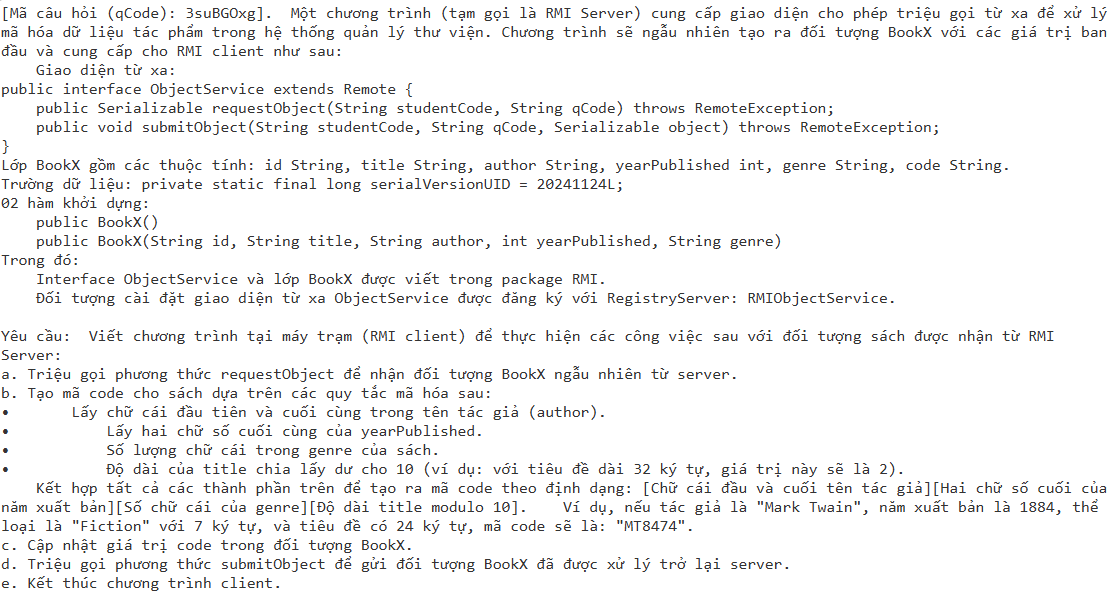 [Mã câu hỏi (qCode): 3suBGOxg].  Một chương trình (tạm gọi là RMI Server) cung cấp giao diện cho phép triệu gọi từ xa để xử lý
mã hóa dữ liệu tác phẩm trong hệ thống quản lý thư viện. Chương trình sẽ ngẫu nhiên tạo ra đối tượng BookX với các giá trị ban
đầu và cung cấp cho RMI client như sau:
    Giao diện từ xa:
public interface ObjectService extends Remote {
    public Serializable requestObject(String studentCode, String qCode) throws RemoteException;
    public void submitObject(String studentCode, String qCode, Serializable object) throws RemoteException;
}
Lớp BookX gồm các thuộc tính: id String, title String, author String, yearPublished int, genre String, code String.
Trường dữ liệu: private static final long serialVersionUID = 20241124L;
02 hàm khởi dựng:
    public BookX()
    public BookX(String id, String title, String author, int yearPublished, String genre)
Trong đó:
    Interface ObjectService và lớp BookX được viết trong package RMI.
    Đối tượng cài đặt giao diện từ xa ObjectService được đăng ký với RegistryServer: RMIObjectService.

Yêu cầu:  Viết chương trình tại máy trạm (RMI client) để thực hiện các công việc sau với đối tượng sách được nhận từ RMI
Server:
a. Triệu gọi phương thức requestObject để nhận đối tượng BookX ngẫu nhiên từ server.
b. Tạo mã code cho sách dựa trên các quy tắc mã hóa sau:
•       Lấy chữ cái đầu tiên và cuối cùng trong tên tác giả (author).
•           Lấy hai chữ số cuối cùng của yearPublished.
•           Số lượng chữ cái trong genre của sách.
•           Độ dài của title chia lấy dư cho 10 (ví dụ: với tiêu đề dài 32 ký tự, giá trị này sẽ là 2).
    Kết hợp tất cả các thành phần trên để tạo ra mã code theo định dạng: [Chữ cái đầu và cuối tên tác giả][Hai chữ số cuối của
năm xuất bản][Số chữ cái của genre][Độ dài title modulo 10].    Ví dụ, nếu tác giả là "Mark Twain", năm xuất bản là 1884, thể
loại là "Fiction" với 7 ký tự, và tiêu đề có 24 ký tự, mã code sẽ là: "MT8474".
c. Cập nhật giá trị code trong đối tượng BookX.
d. Triệu gọi phương thức submitObject để gửi đối tượng BookX đã được xử lý trở lại server.
e. Kết thúc chương trình client.